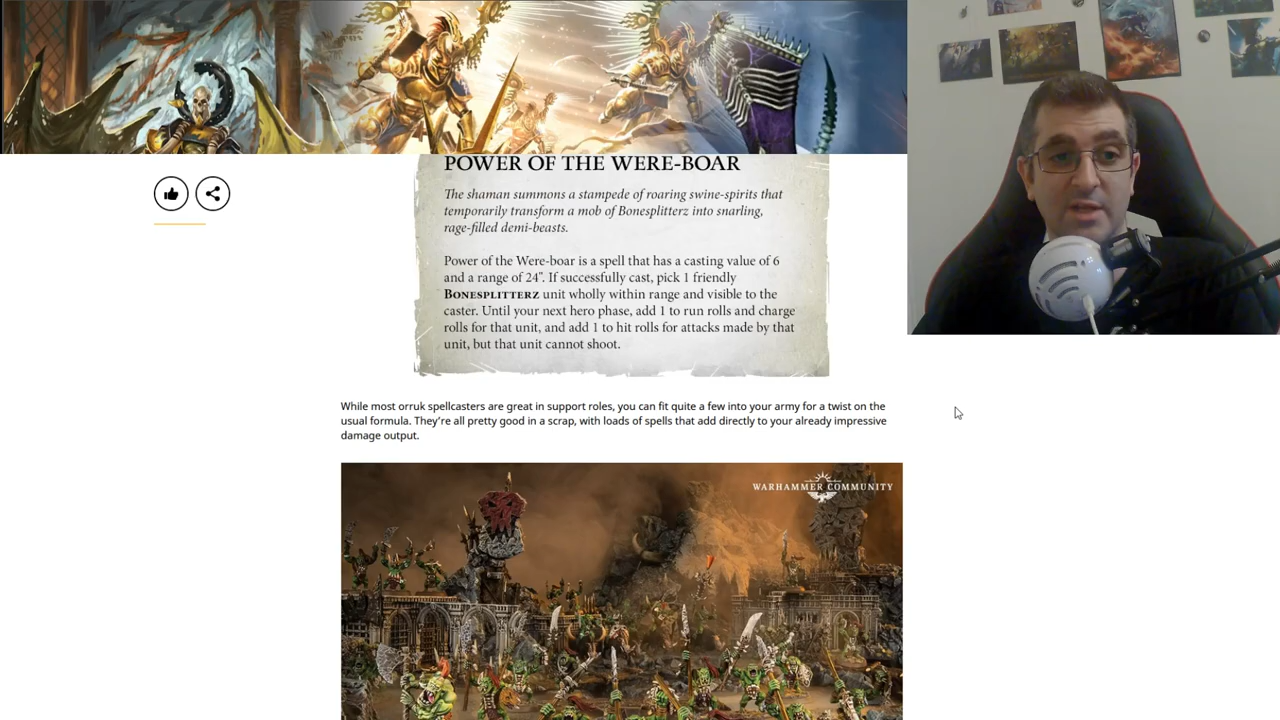 POWER OF THE WERE-BOAR
The shaman summons a stampede of roaring swine-spirits that
temporarily transform a mob of Bonesplitterz into snarling,
rage-filled demi-beasts.
Power of the Were-boar is a spell that has a casting value of 6
and a range of 24". If successfully cast, pick 1 friendly
BONESPLITTERZ unit wholly within range and visible to the
caster. Until your next hero phase, add 1 to run rolls and charge
rolls for that unit, and add 1 to hit rolls for attacks made by that
unit, but that unit cannot shoot.
While most orruk spellcasters are great in support roles, you can fit quite a few into your army for a twist on the
usual formula. They’re all pretty good in a scrap, with loads of spells that add directly to your already impressive
damage output.
WARHAMMER COMMUNITY